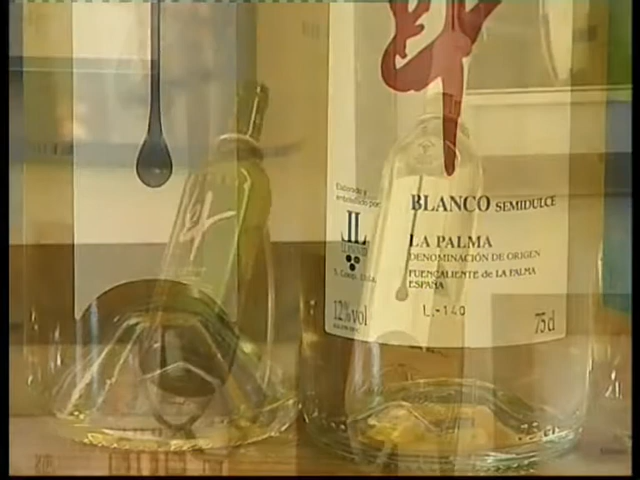 BLANCO SEMIDULCE
Elaborado y
embotellado por:
LA PALMA
DENOMINACIÓN DE ORIGEN
FUENCALIENTE DE LA PALMA
ESPAÑA
L-140
12%vol
75cl